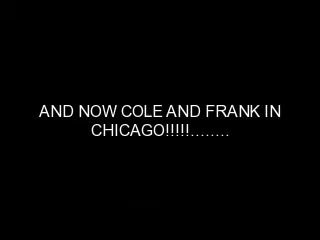 AND NOW COLE AND FRANK IN
CHICAGO!!!!!........